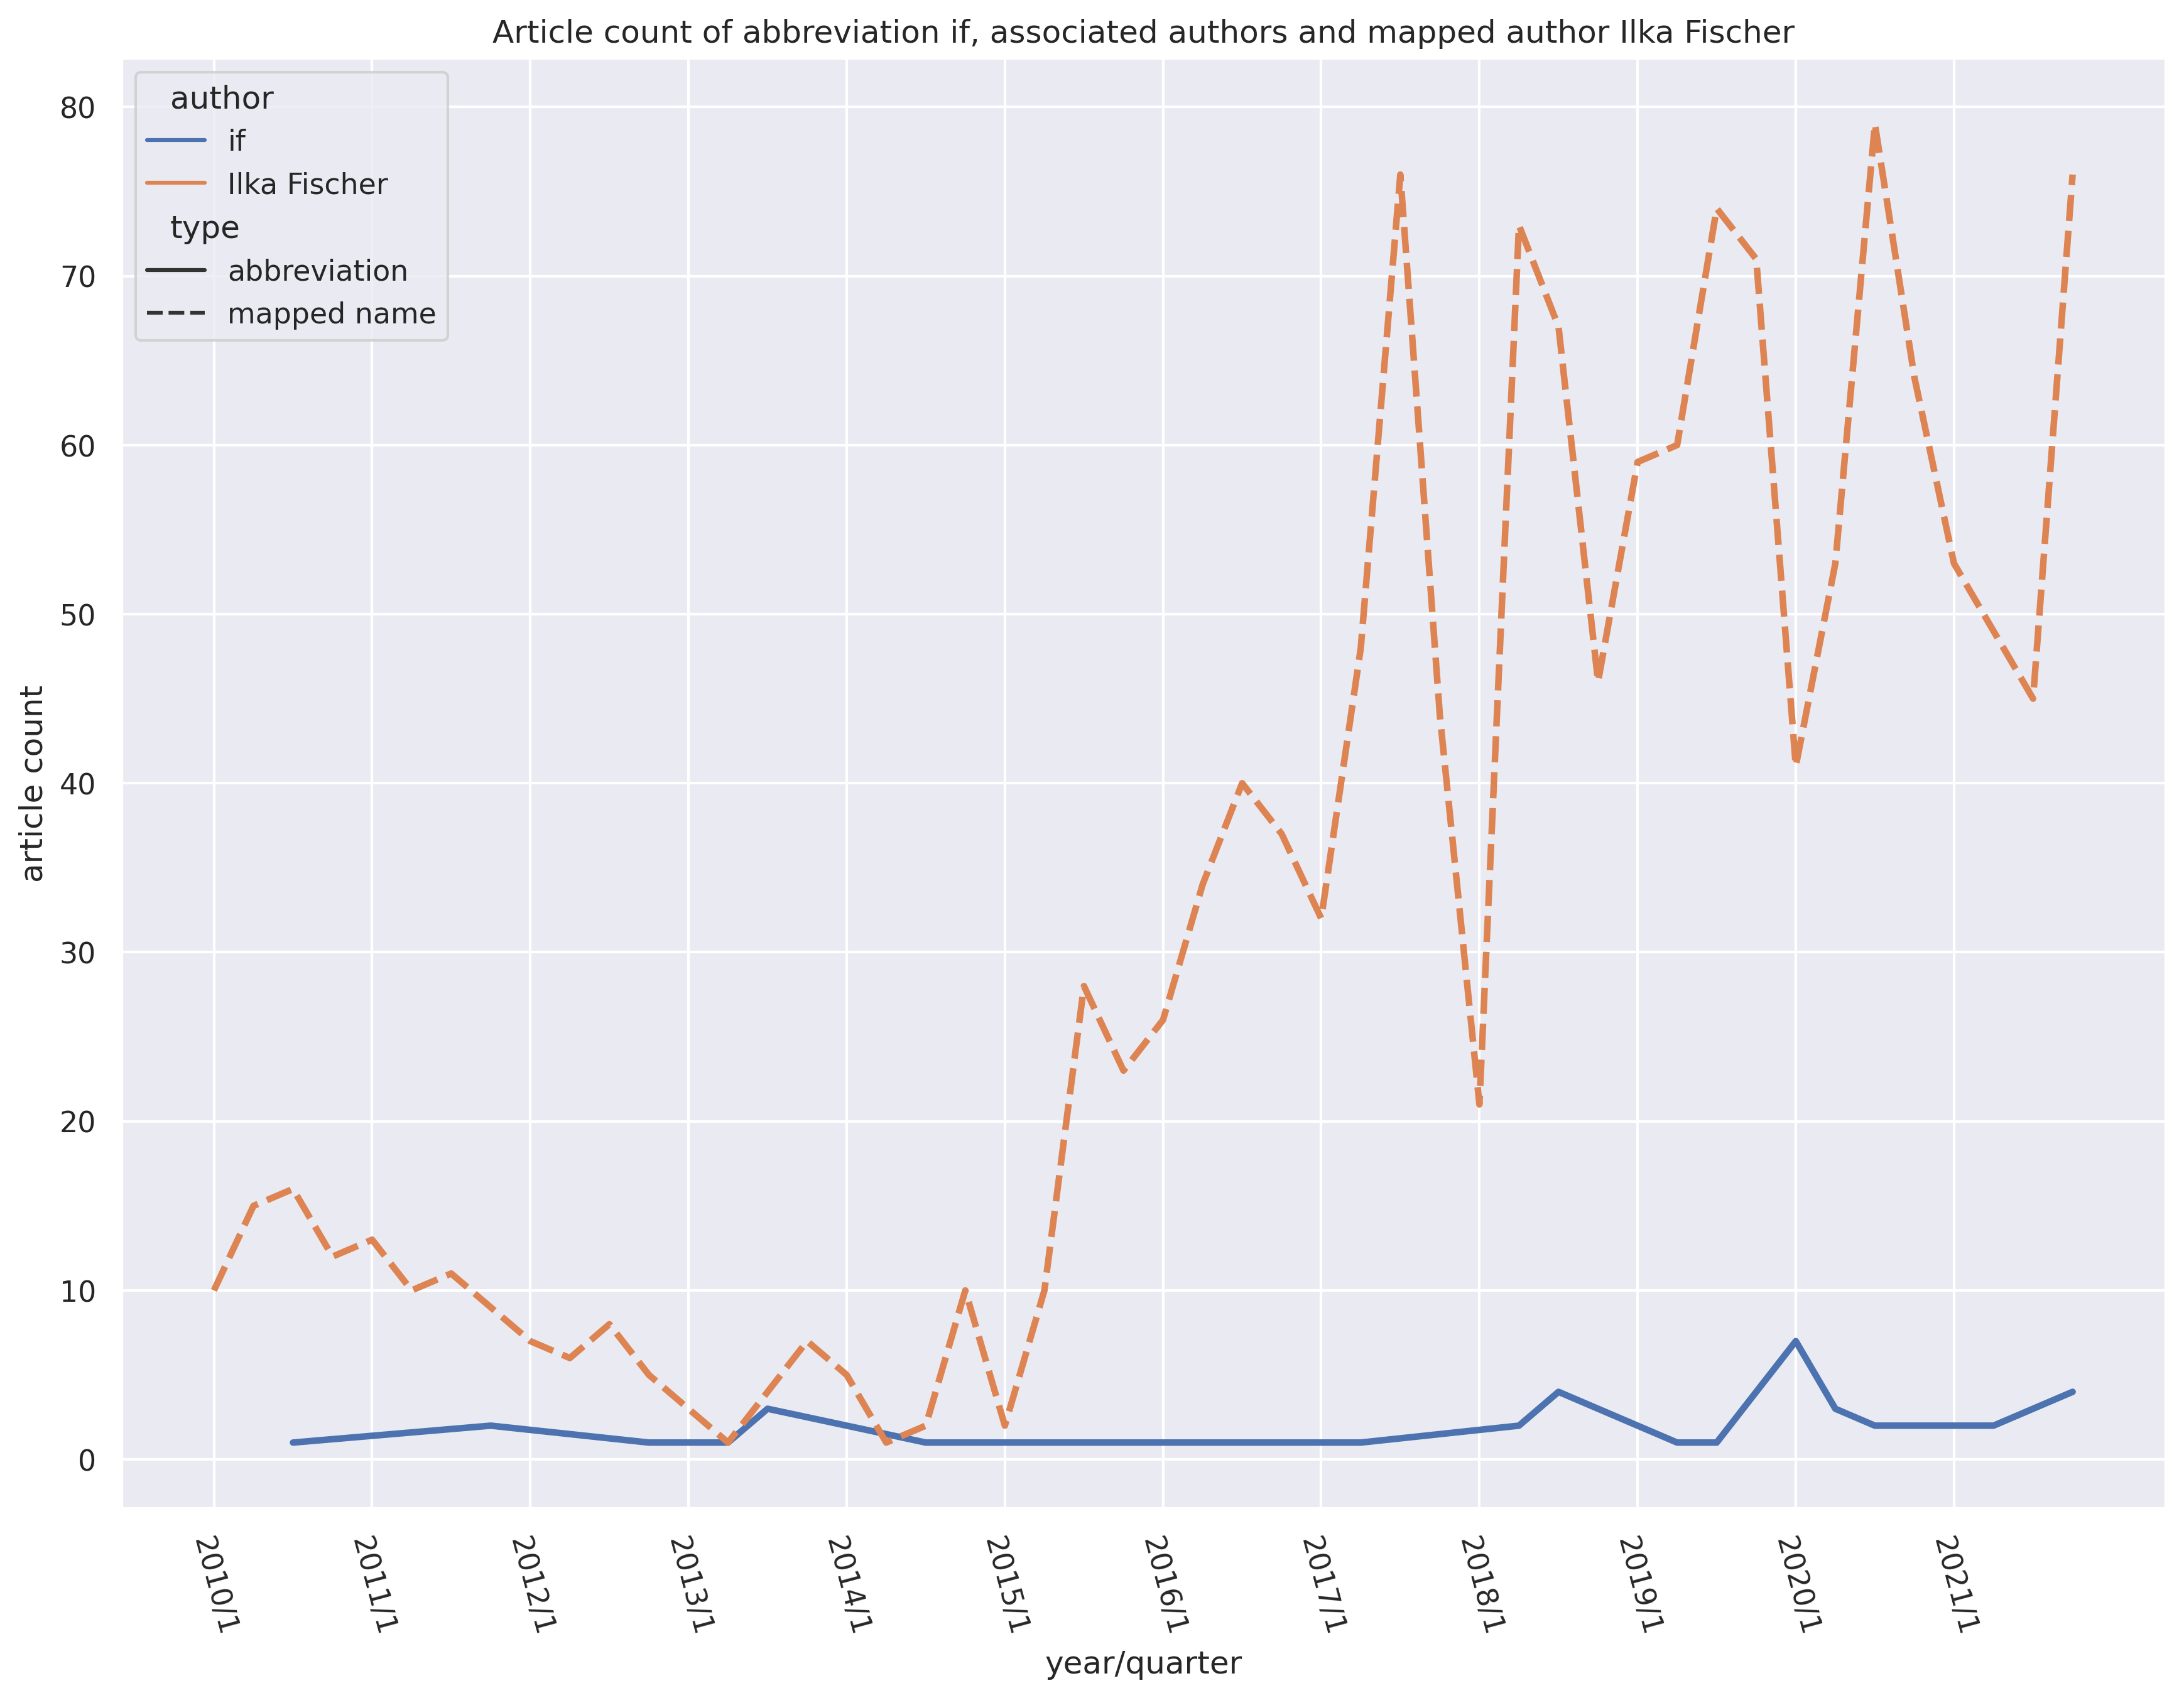 Article count of abbreviation if, associated authors and mapped author Ilka Fischer
author
if
Ilka Fischer
type
abbreviation
mapped name
article count
80
70
60
50
40
30
20
10
0
2010/1
2011/1
2012/1
2013/1
2014/1
2015/1
2016/1
2017/1
2018/1
2019/1
2020/1
2021/1
year/quarter